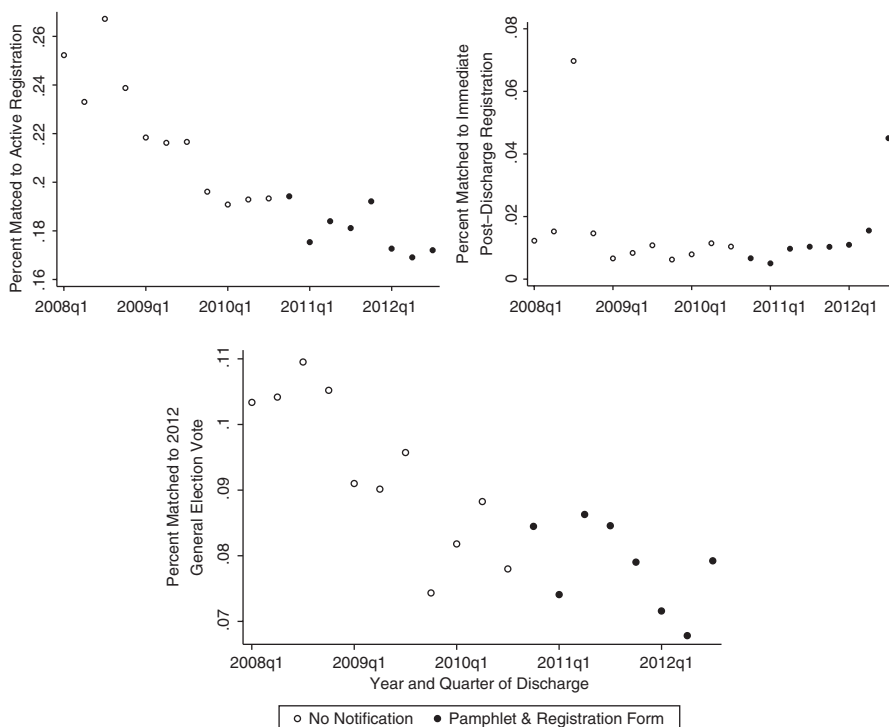 Percent Matced to Active Registration
.26
.24
.22
.2
.18
.16
2008q1 2009q1 2010q1 2011q1 2012q1
Percent Matched to Immediate
Post–Discharge Registration
.08
.06
.04
.02
0
2008q1 2009q1 2010q1 2011q1 2012q1
Percent Matched to 2012
General Election Vote
.11
.1
.09
.08
.07
2008q1 2009q1 2010q1 2011q1 2012q1
Year and Quarter of Discharge
No Notification Pamphlet & Registration Form